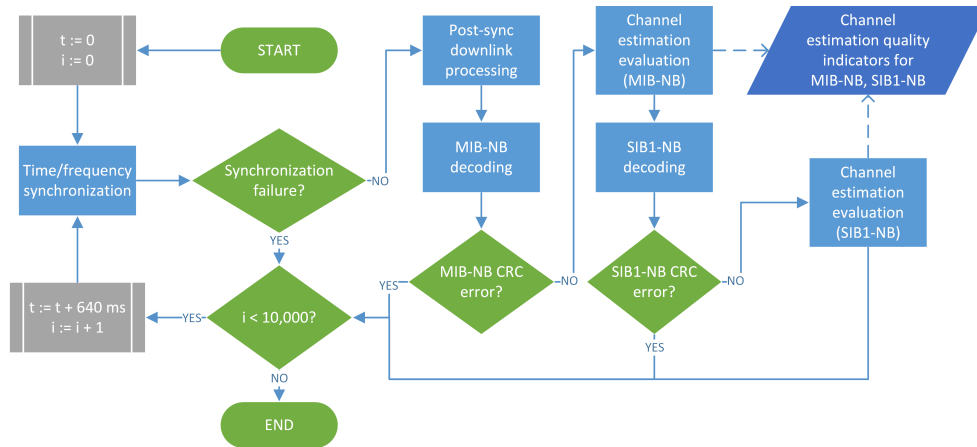 t := 0
i := 0
START
Post-sync
downlink
processing
Channel
estimation
evaluation
(MIB-NB)
Channel
estimation quality
indicators for
MIB-NB, SIB1-NB
Time/frequency
synchronization
Synchronization
failure?
NO
MIB-NB
decoding
SIB1-NB
decoding
Channel
estimation
evaluation
(SIB1-NB)
YES
t := t + 640 ms
i := i + 1
YES
i < 10,000?
YES
MIB-NB CRC
error?
NO
SIB1-NB CRC
error?
NO
YES
NO
END